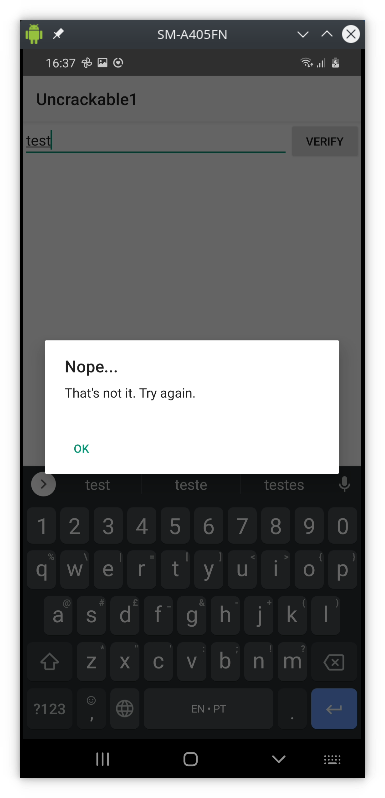 SM-A405FN
16:37
Uncrackable1
test
VERIFY
Nope...
That's not it. Try again.
OK
test teste testes
1 2 3 4 5 6 7 8 9 0
q w e r t y u i o p
a s d f g h j k l
z x c v b n m
?123 , EN • PT .